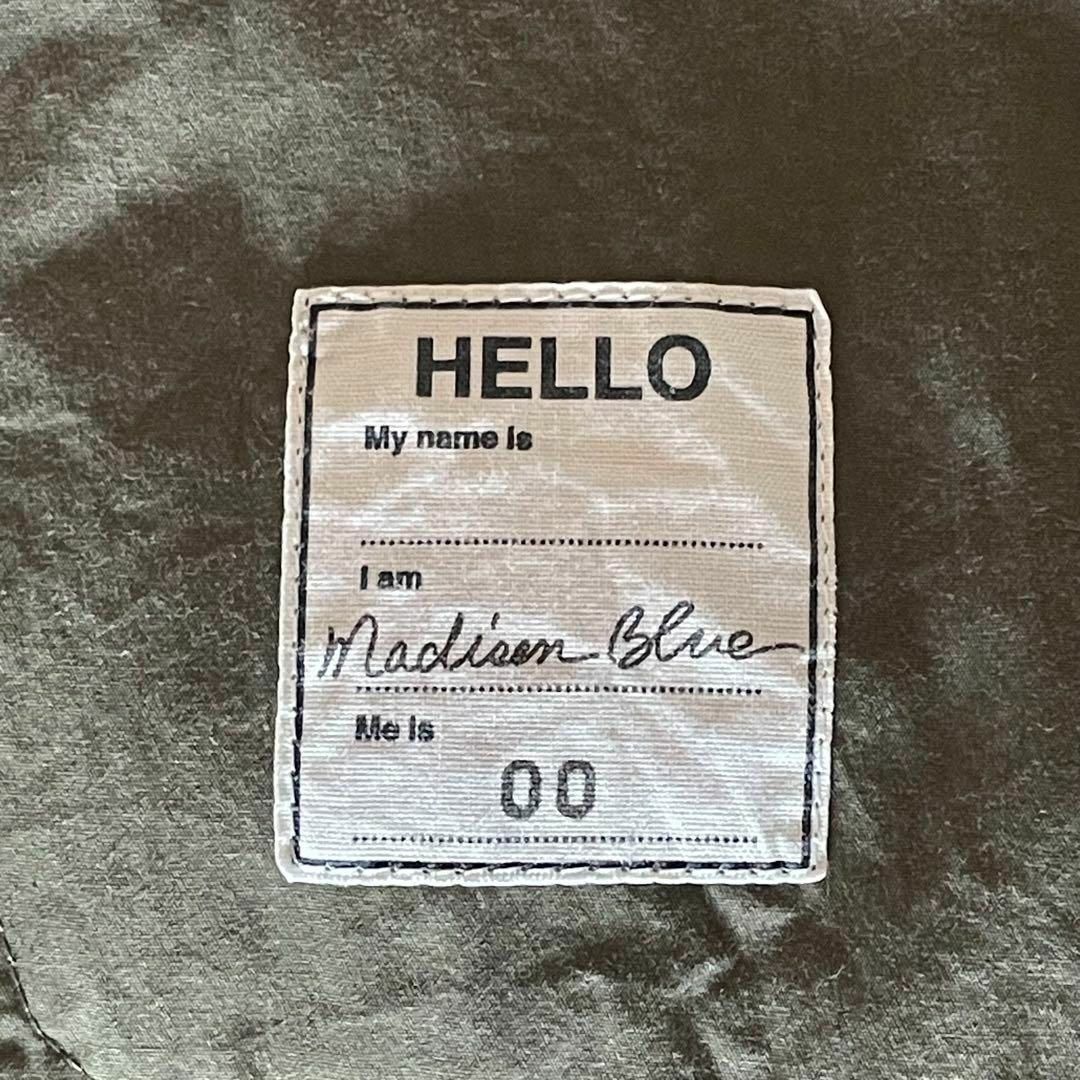 HELLO
My name is
I am
Madison Blue
Me is
00